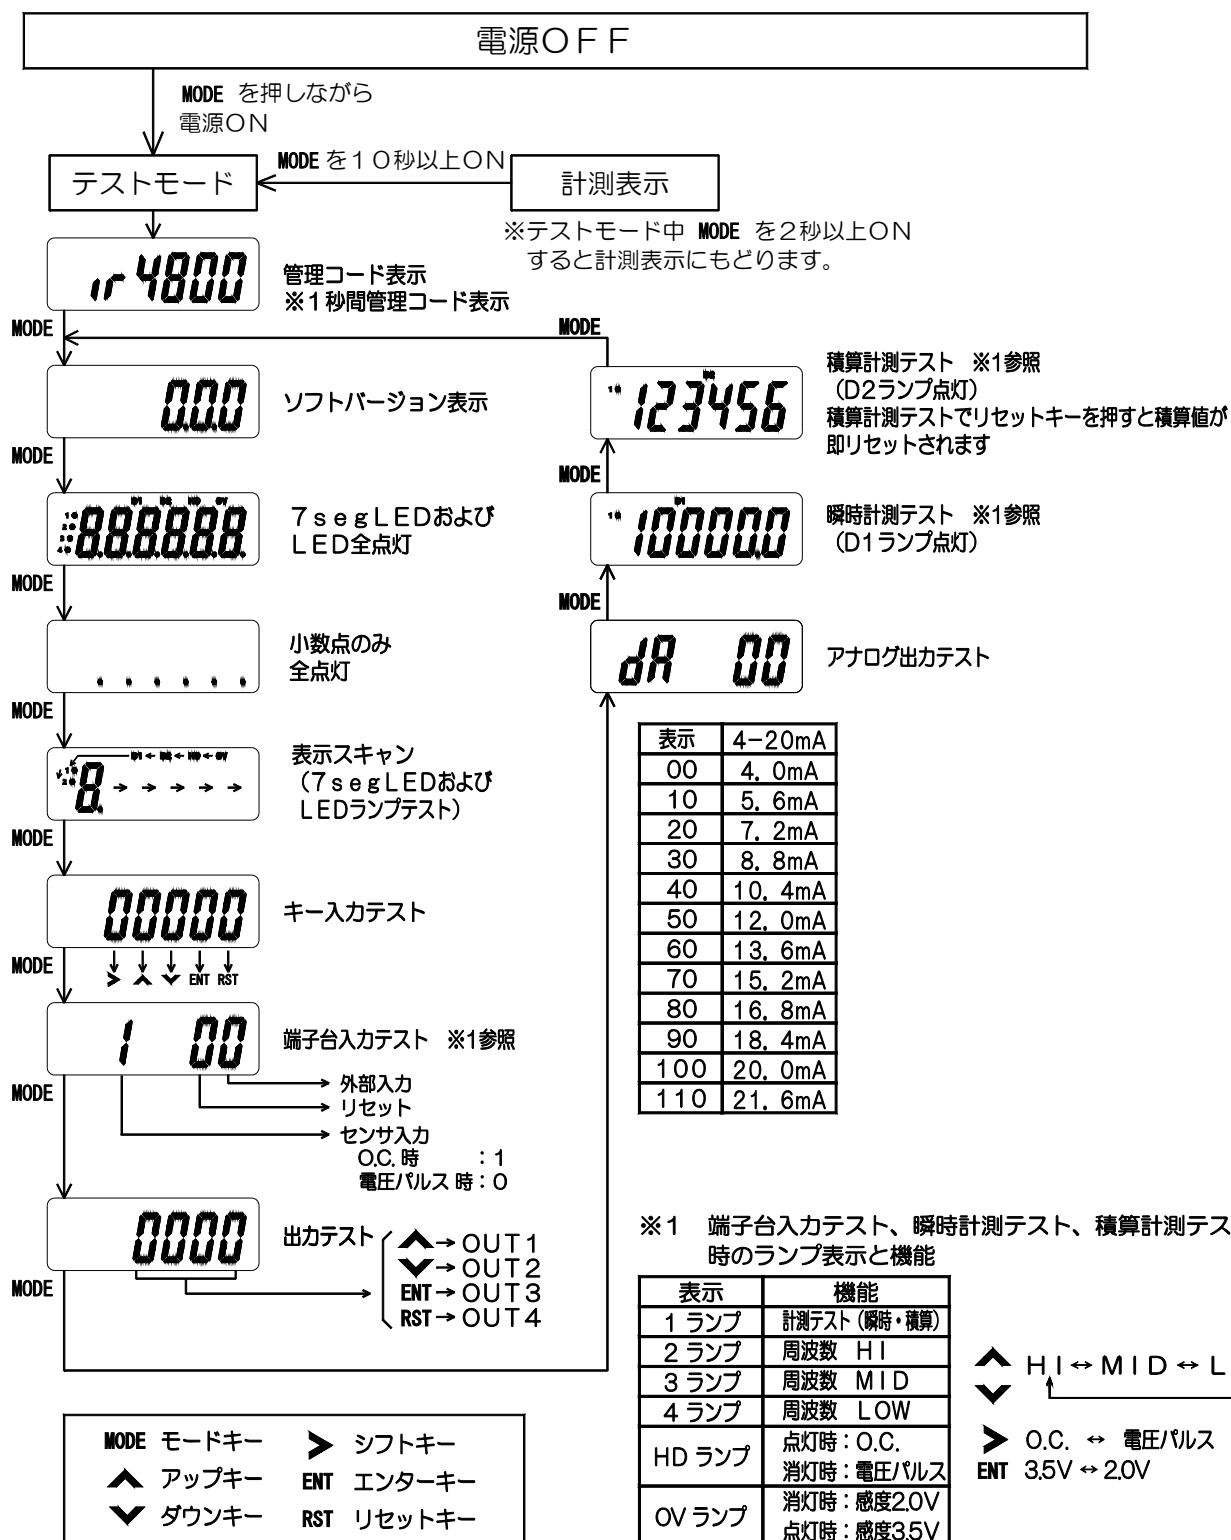 電源ＯＦＦ
MODE を押しながら
電源ＯＮ
MODE を１０秒以上ＯＮ
テストモード
計測表示
※テストモード中 MODE を２秒以上ＯＮ
すると計測表示にもどります。
ir4800
管理コード表示
※１秒間管理コード表示
MODE
0.0.0
ソフトバージョン表示
MODE
8.8.8.8.8.8.
７ｓｅｇＬＥＤおよび
ＬＥＤ全点灯
MODE
. . . . . .
小数点のみ
全点灯
MODE
D1 ← D2 ← HD ← OV
8. → → → → →
表示スキャン
（７ｓｅｇＬＥＤおよび
ＬＥＤランプテスト）
MODE
00000
キー入力テスト
MODE
ENT RST
1 00
端子台入力テスト ※1参照
外部入力
リセット
センサ入力
O.C. 時 ：1
電圧パルス 時：0
MODE
0000
出力テスト
→ ＯＵＴ１
→ ＯＵＴ２
ENT → ＯＵＴ３
RST → ＯＵＴ４
MODE
MODE
123456
積算計測テスト ※1参照
（D2ランプ点灯）
積算計測テストでリセットキーを押すと積算値が
即リセットされます
MODE
10000.0
瞬時計測テスト ※1参照
（D1ランプ点灯）
MODE
dA 00
アナログ出力テスト
表示 4−20mA
00 4. 0mA
10 5. 6mA
20 7. 2mA
30 8. 8mA
40 10. 4mA
50 12. 0mA
60 13. 6mA
70 15. 2mA
80 16. 8mA
90 18. 4mA
100 20. 0mA
110 21. 6mA
※１ 端子台入力テスト、瞬時計測テスト、積算計測テス
時のランプ表示と機能
表示 機能
1 ランプ 計測テスト（瞬時・積算）
2 ランプ 周波数 ＨＩ
3 ランプ 周波数 ＭＩＤ
4 ランプ 周波数 ＬＯＷ
HD ランプ 点灯時：O.C.
消灯時：電圧パルス
OV ランプ 消灯時：感度2.0V
点灯時：感度3.5V
ＨＩ ↔ ＭＩＤ ↔ Ｌ
O.C. ↔ 電圧パルス
ENT 3.5V ↔ 2.0V
MODE モードキー
シフトキー
アップキー
ENT エンターキー
ダウンキー
RST リセットキー